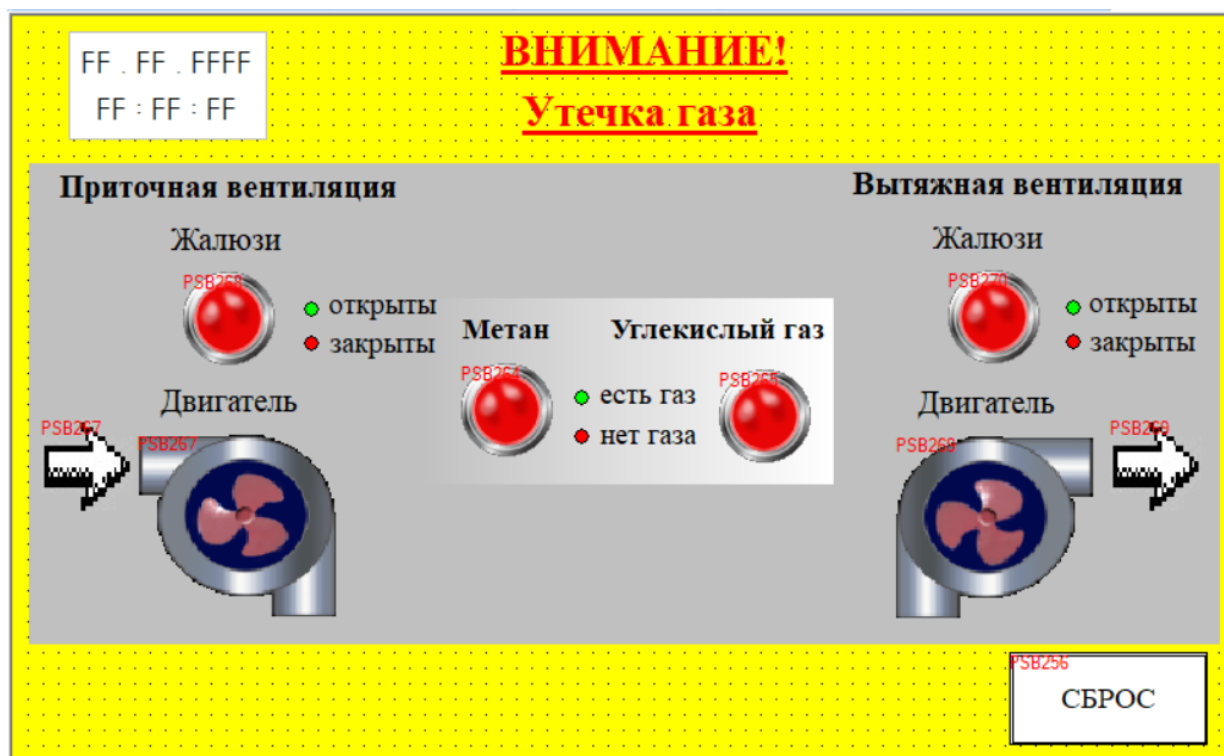 FF . FF . FFFF
FF : FF : FF
ВНИМАНИЕ!
Утечка газа
Приточная вентиляция
Жалюзи
PSB268
открыты
закрыты
Двигатель
PSB267
PSB267
Метан
Углекислый газ
PSB264
PSB265
есть газ
нет газа
Вытяжная вентиляция
Жалюзи
PSB270
открыты
закрыты
Двигатель
PSB269
PSB269
PSB256
СБРОС